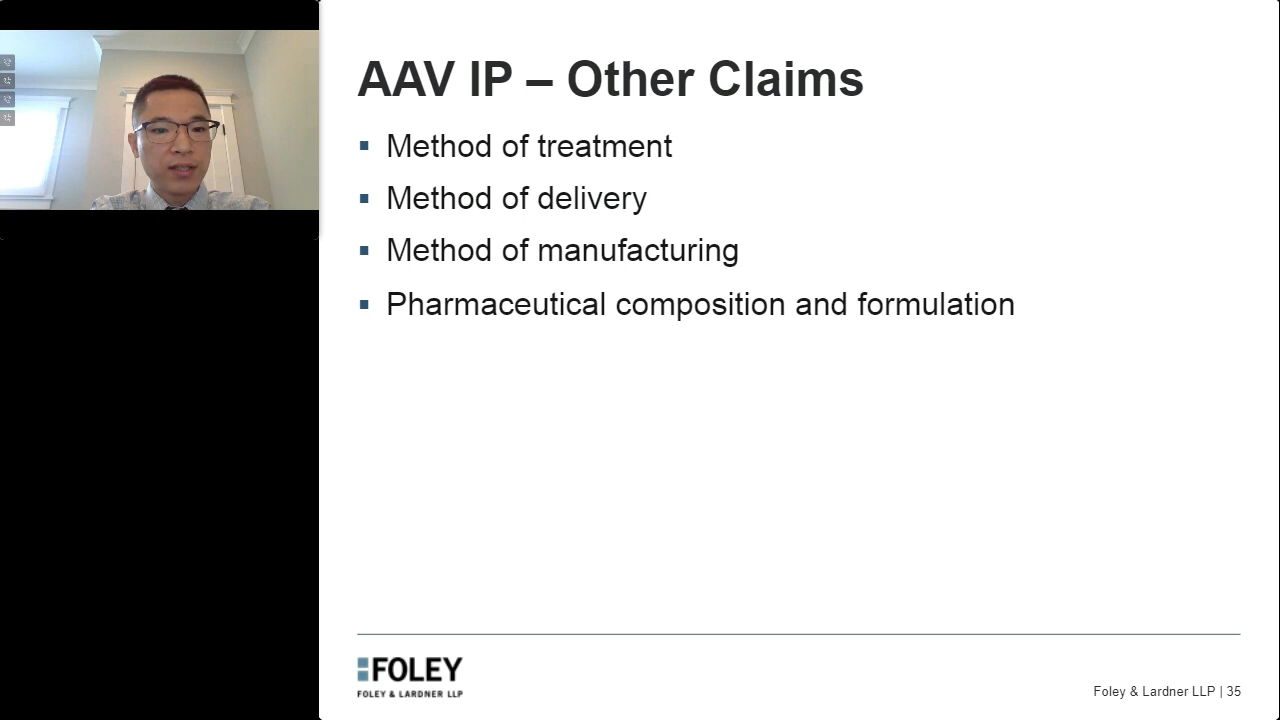 AAV IP – Other Claims
Method of treatment
Method of delivery
Method of manufacturing
Pharmaceutical composition and formulation
FOLEY
FOLEY & LARDNER LLP
Foley & Lardner LLP | 35